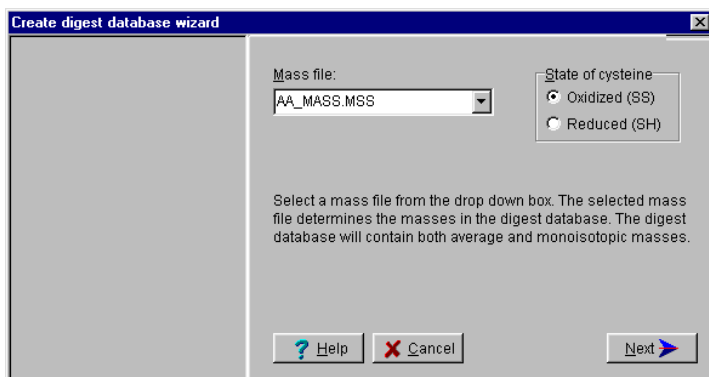 Create digest database wizard
Mass file:
AA_MASS.MSS
State of cysteine
Oxidized (SS)
Reduced (SH)
Select a mass file from the drop down box. The selected mass
file determines the masses in the digest database. The digest
database will contain both average and monoisotopic masses.
Help
Cancel
Next